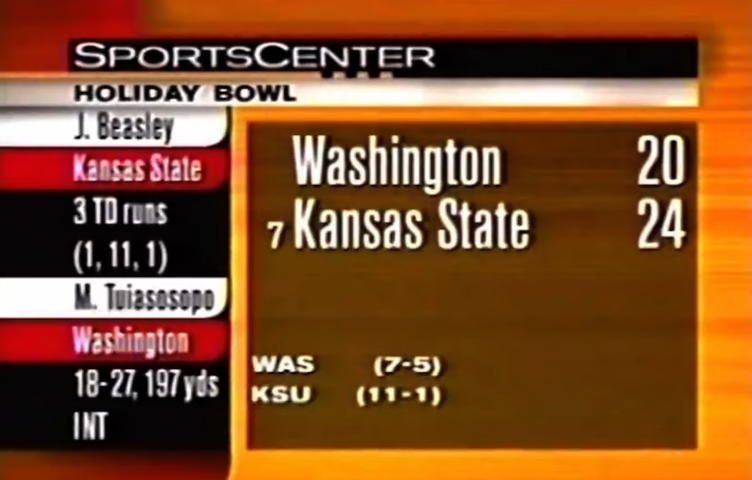 SPORTSCENTER
HOLIDAY BOWL
J. Beasley
Kansas State
3 TD runs
(1, 11, 1)
M. Tuiasosopo
Washington
18-27, 197 yds
INT
Washington 20
7 Kansas State 24
WAS (7-5)
KSU (11-1)